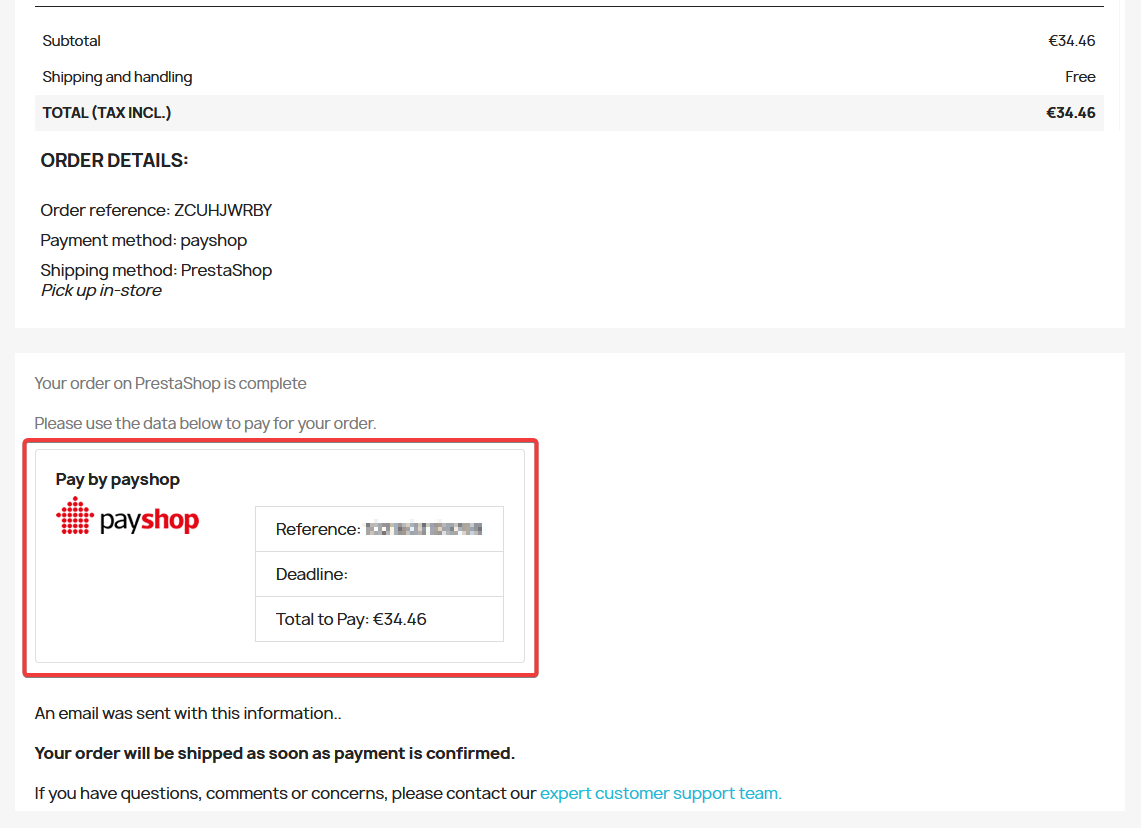 Subtotal €34.46
Shipping and handling Free
TOTAL (TAX INCL.) €34.46
ORDER DETAILS:
Order reference: ZCUHJWRBY
Payment method: payshop
Shipping method: PrestaShop
Pick up in-store
Your order on PrestaShop is complete
Please use the data below to pay for your order.
Pay by payshop
payshop
Reference:
Deadline:
Total to Pay: €34.46
An email was sent with this information..
Your order will be shipped as soon as payment is confirmed.
If you have questions, comments or concerns, please contact our expert customer support team.